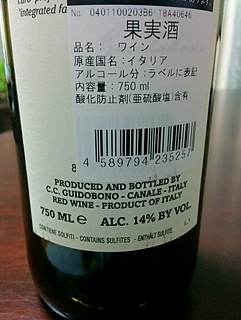 'integrated fa
No. 0401100203B6 18A40646
果実酒
品名： ワイン
原産国名：イタリア
アルコール分：ラベルに表記
内容量：750 ml
酸化防止剤(亜硫酸塩)含有
8
4 589794 235257
PRODUCED AND BOTTLED BY
C.C. GUIDOBONO - CANALE - ITALY
RED WINE - PRODUCT OF ITALY
750 ML e ALC. 14% BY VOL.
CONTIENE SOLFITI - CONTAINS SULFITES - ENTHÄLT SULFITE
L.1